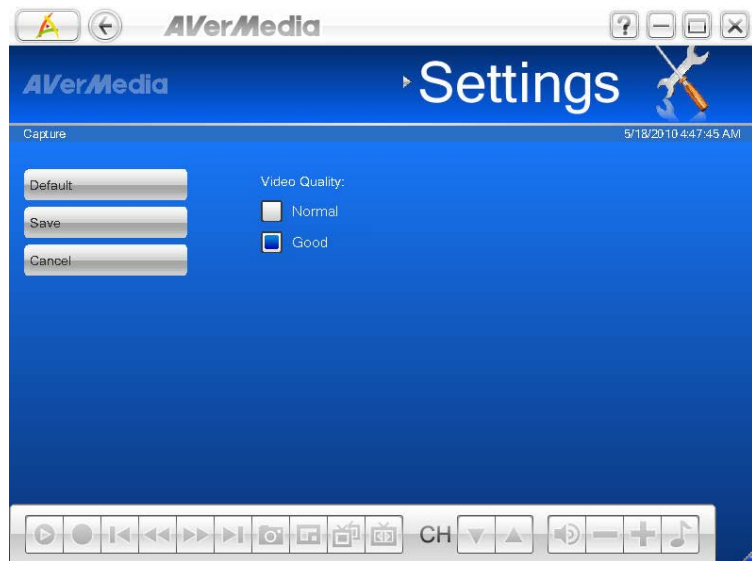 AVerMedia
?
AVerMedia
Settings
Capture
5/18/2010 4:47:45 AM
Default
Save
Cancel
Video Quality:
Normal
Good
CH